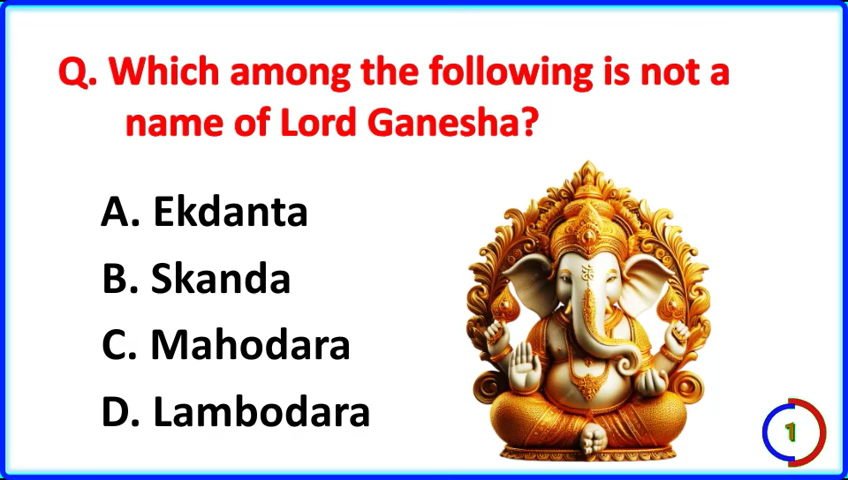 Q. Which among the following is not a
name of Lord Ganesha?
A. Ekdanta
B. Skanda
C. Mahodara
D. Lambodara
1